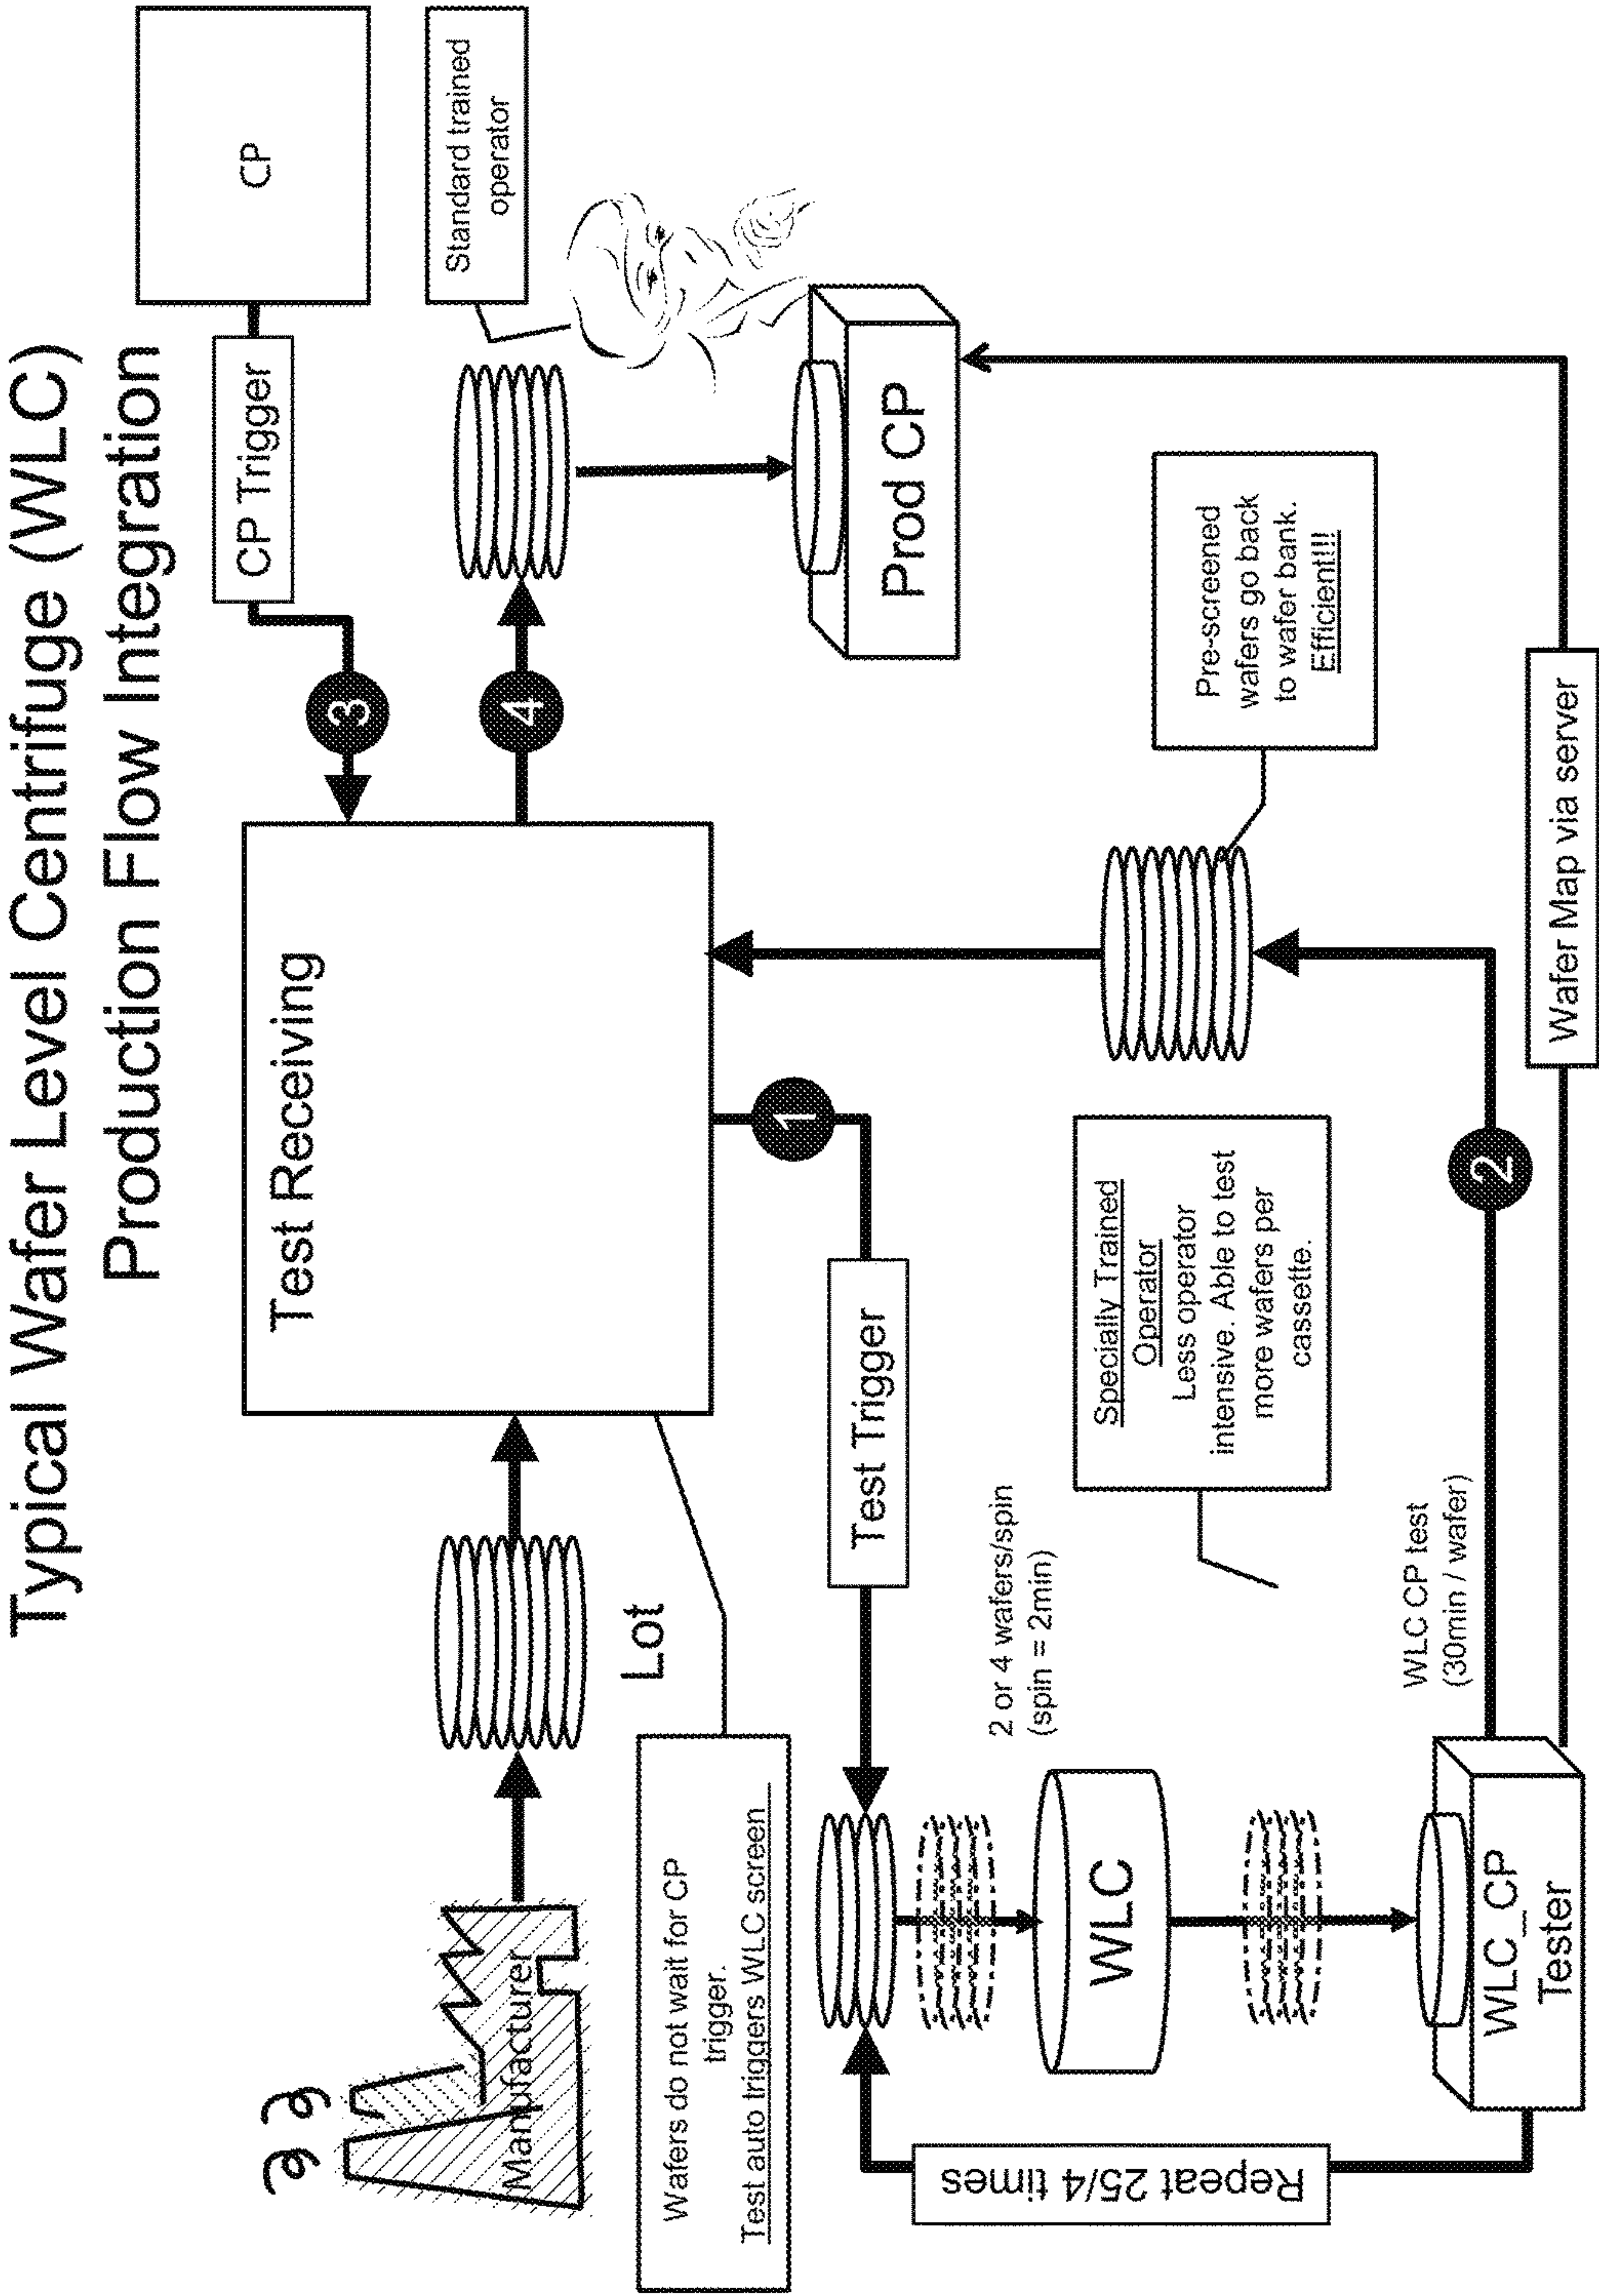 Typical Wafer Level Centrifuge (WLC)
Production Flow Integration
Manufacturer
Lot
Test Receiving
CP Trigger
CP
3
4
Standard trained
operator
Wafers do not wait for CP
trigger.
Test auto triggers WLC screen
1
Test Trigger
Prod CP
Repeat 25/4 times
WLC
2 or 4 wafers/spin
(spin = 2min)
Specially Trained
Operator
Less operator
intensive. Able to test
more wafers per
cassette.
Pre-screened
wafers go back
to wafer bank.
Efficient!!!
WLC_CP
Tester
WLC CP test
(30min / wafer)
2
Wafer Map via server